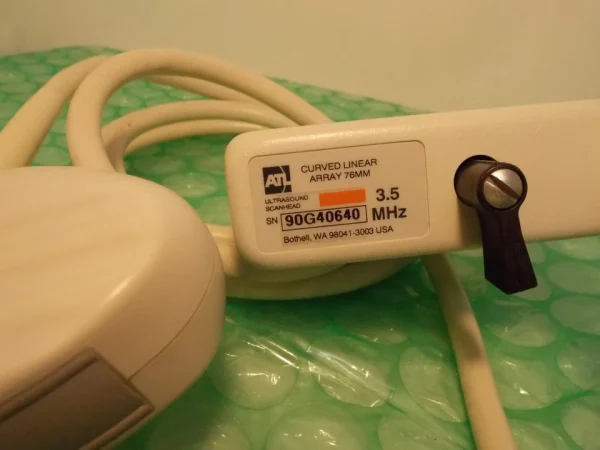 ATL
CURVED LINEAR
ARRAY 76MM
ULTRASOUND
SCANHEAD
3.5
SN 90G40640 MHz
Bothell, WA 98041-3003 USA